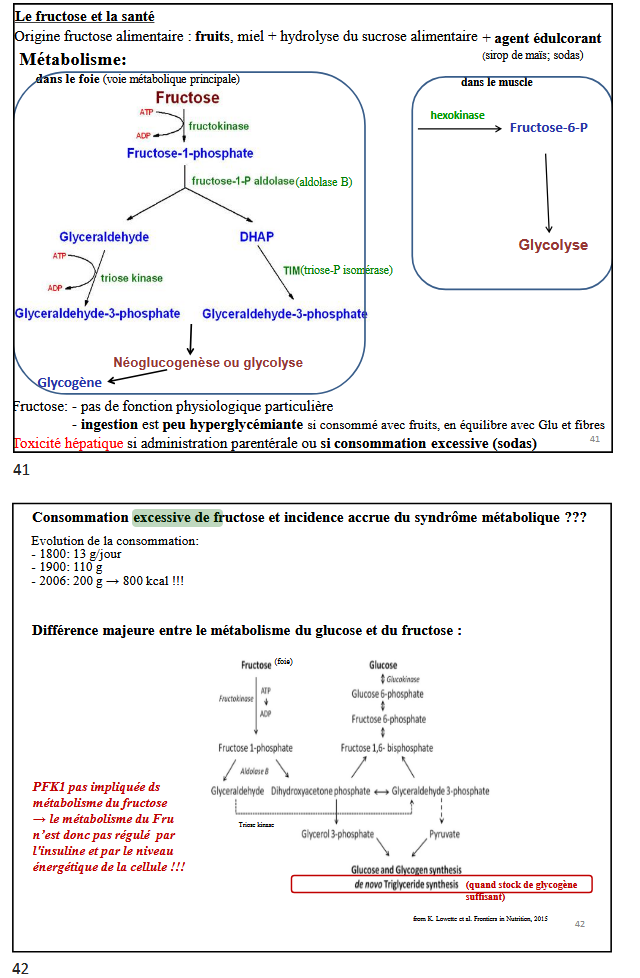 Le fructose et la santé
Origine fructose alimentaire : fruits, miel + hydrolyse du sucrose alimentaire + agent édulcorant
(sirop de maïs; sodas)
Métabolisme:
dans le foie (voie métabolique principale)
dans le muscle
Fructose
ATP
fructokinase
ADP
hexokinase
Fructose-6-P
Fructose-1-phosphate
fructose-1-P aldolase(aldolase B)
Glyceraldehyde
DHAP
Glycolyse
ATP
triose kinase
ADP
TIM(triose-P isomérase)
Glyceraldehyde-3-phosphate
Glyceraldehyde-3-phosphate
Néoglucogenèse ou glycolyse
Glycogène
Fructose: - pas de fonction physiologique particulière
- ingestion est peu hyperglycémiante si consommé avec fruits, en équilibre avec Glu et fibres
Toxicité hépatique si administration parentérale ou si consommation excessive (sodas)
41
41
Consommation excessive de fructose et incidence accrue du syndrôme métabolique ???
Evolution de la consommation:
- 1800: 13 g/jour
- 1900: 110 g
- 2006: 200 g → 800 kcal !!!
Différence majeure entre le métabolisme du glucose et du fructose :
Fructose (foie)
Glucose
Glucokinase
Fructokinase
ATP
ADP
Glucose 6-phosphate
Fructose 6-phosphate
Fructose 1-phosphate
Fructose 1,6- bisphosphate
Aldolase B
Glyceraldehyde
Dihydroxyacetone phosphate
Glyceraldehyde 3-phosphate
Triose kinase
Glycerol 3-phosphate
Pyruvate
Glucose and Glycogen synthesis
de novo Triglyceride synthesis (quand stock de glycogène
suffisant)
PFK1 pas impliquée ds
métabolisme du fructose
→ le métabolisme du Fru
n’est donc pas régulé par
l'insuline et par le niveau
énergétique de la cellule !!!
from K. Lowette et al. Frontiers in Nutrition, 2015
42
42